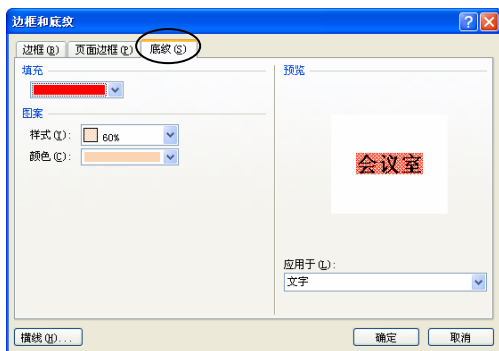 边框和底纹
边框(B) 页面边框(P) 底纹(S)
填充
图案
样式(Y): 60%
颜色(C):
预览
会议室
应用于(L):
文字
横线(H)... 确定 取消